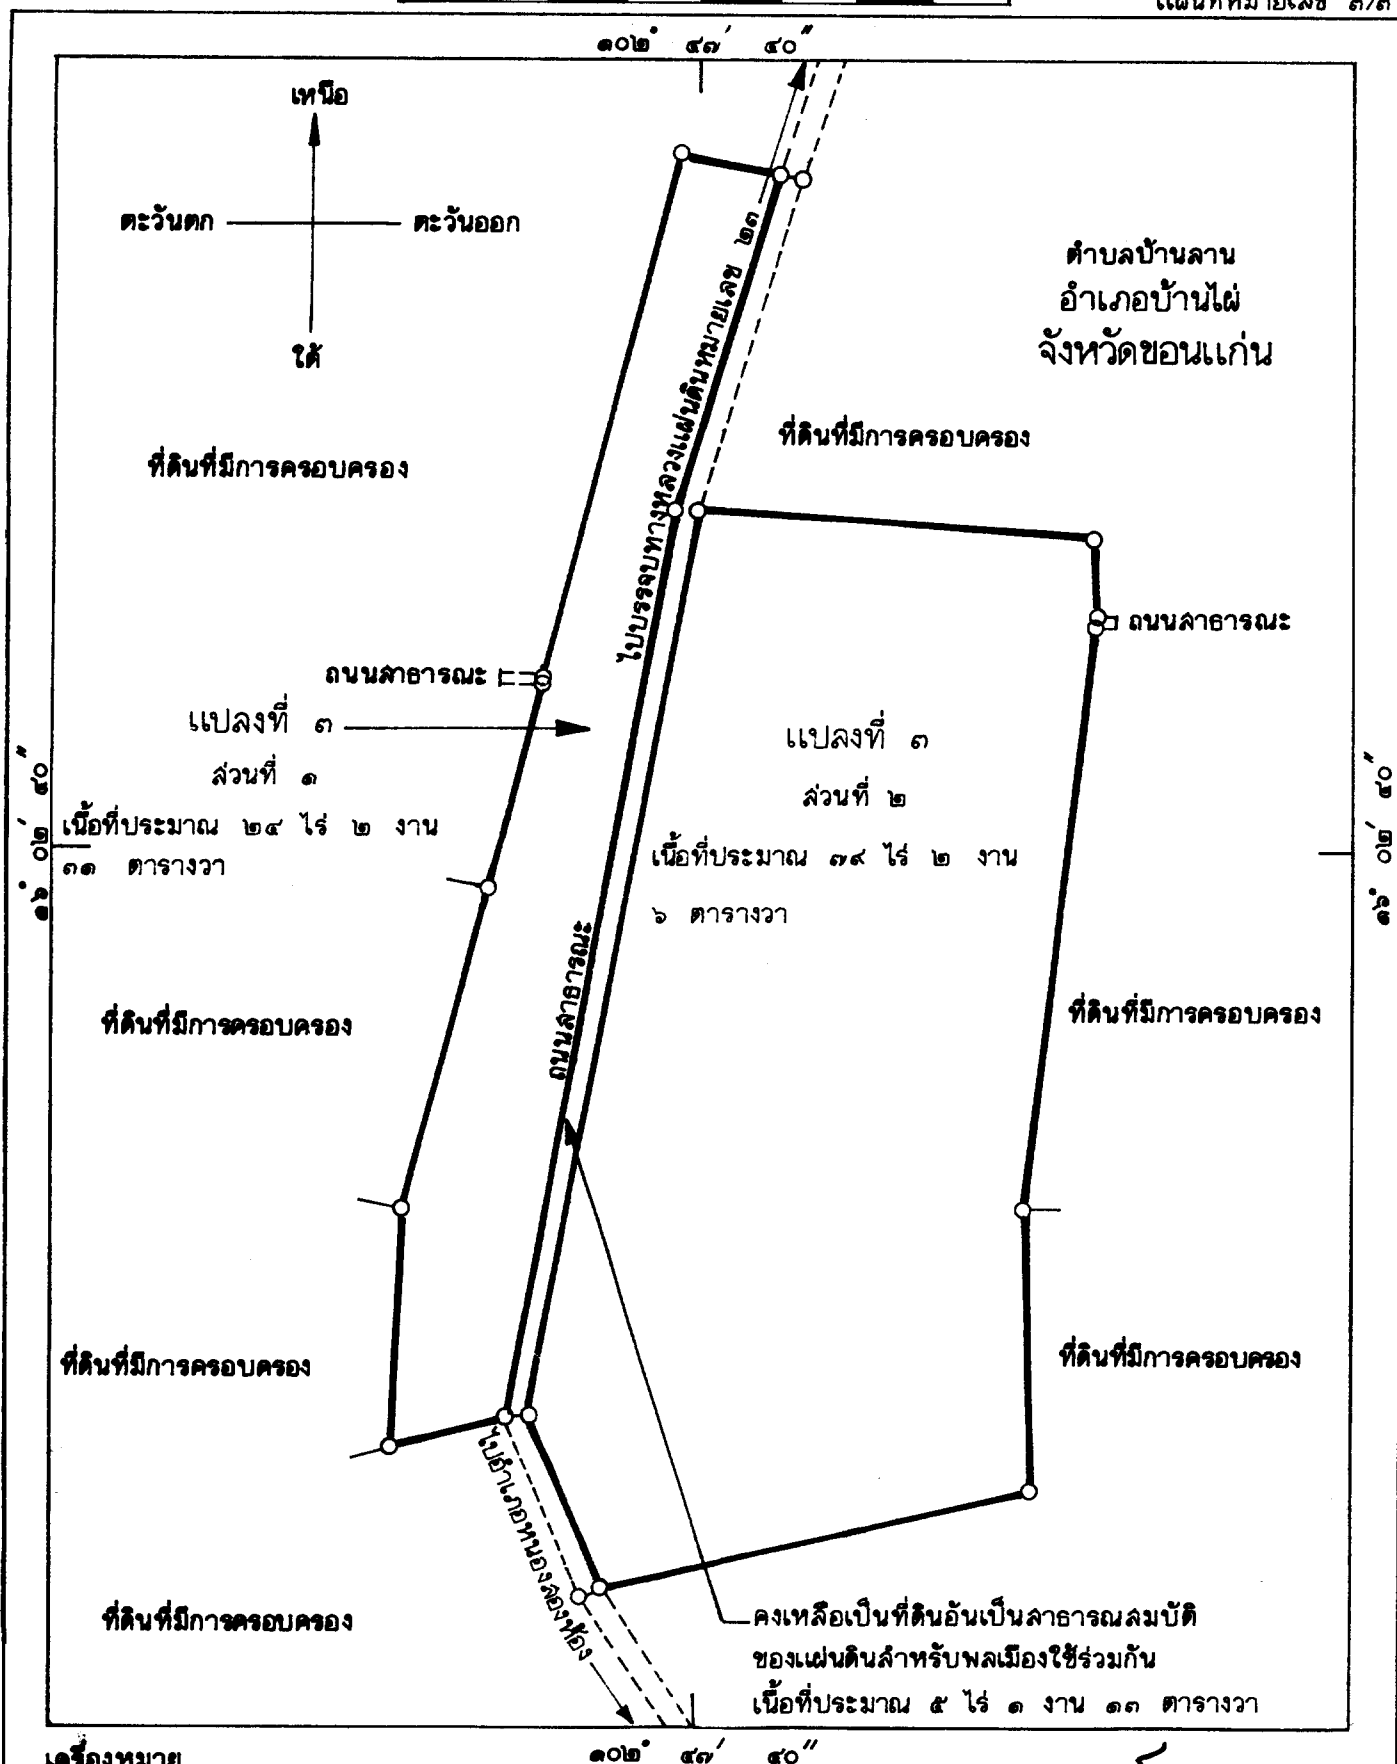 แผ่นที่หมายเลข ๓/๓
๑๐๒° ๔๗′ ๔๐″
เหนือ
ตะวันตก
ตะวันออก
ใต้
ตำบลบ้านลาน
อำเภอบ้านไผ่
จังหวัดขอนแก่น
ไปบรรจบทางหลวงแผ่นดินหมายเลข ๒๓
ที่ดินที่มีการครอบครอง
ที่ดินที่มีการครอบครอง
ถนนสาธารณะ
ถนนสาธารณะ
แปลงที่ ๓
ส่วนที่ ๑
เนื้อที่ประมาณ ๒๔ ไร่ ๒ งาน
๓๑ ตารางวา
แปลงที่ ๓
ส่วนที่ ๒
เนื้อที่ประมาณ ๗๙ ไร่ ๒ งาน
๖ ตารางวา
๑๖° ๐๒′ ๔๐″
๑๖° ๐๒′ ๔๐″
ถนนสาธารณะ
ที่ดินที่มีการครอบครอง
ที่ดินที่มีการครอบครอง
ที่ดินที่มีการครอบครอง
ที่ดินที่มีการครอบครอง
ไปอำเภอหนองสองห้อง
ที่ดินที่มีการครอบครอง
คงเหลือเป็นที่ดินอันเป็นสาธารณสมบัติ
ของแผ่นดินสำหรับพลเมืองใช้ร่วมกัน
เนื้อที่ประมาณ ๕ ไร่ ๑ งาน ๑๓ ตารางวา
เครื่องหมาย
๑๐๒° ๔๗′ ๔๐″